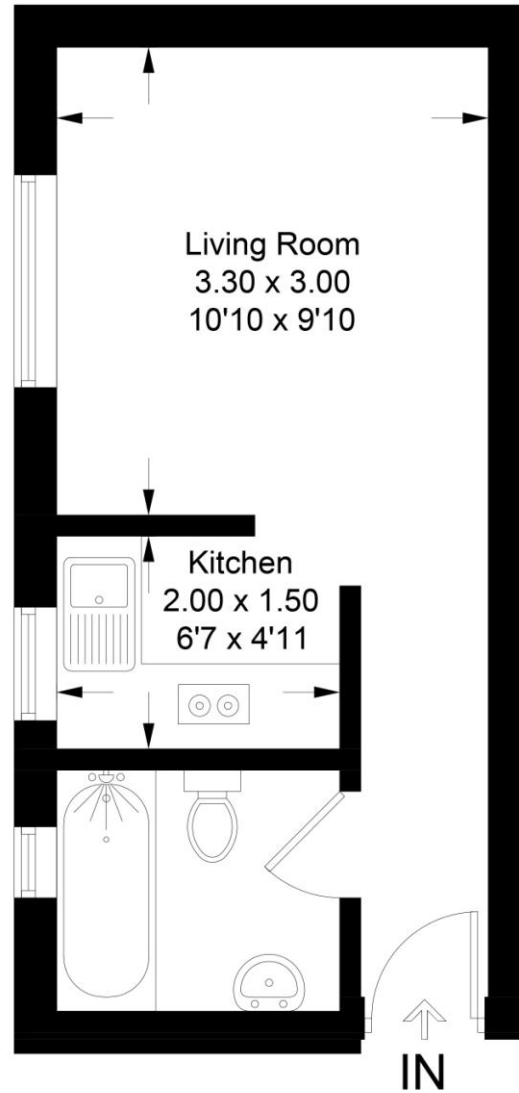 Living Room
3.30 x 3.00
10'10 x 9'10
Kitchen
2.00 x 1.50
6'7 x 4'11
IN